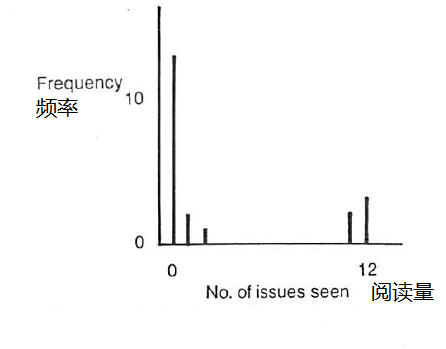 Frequency
频率
10
0
0
12
No. of issues seen 阅读量